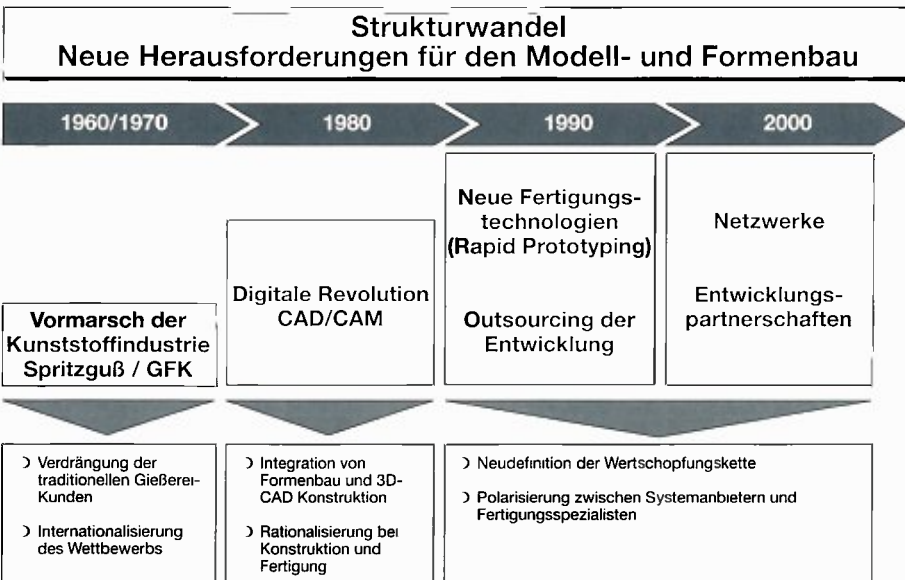 Strukturwandel
Neue Herausforderungen für den Modell- und Formenbau
1960/1970
1980
1990
2000
Vormarsch der
Kunststoffindustrie
Spritzguß / GFK
Digitale Revolution
CAD/CAM
Neue Fertigungs-
technologien
(Rapid Prototyping)
Outsourcing der
Entwicklung
Netzwerke
Entwicklungs-
partnerschaften
Verdrängung der
traditionellen Gießerei-
Kunden
Internationalisierung
des Wettbewerbs
Integration von
Formenbau und 3D-
CAD Konstruktion
Rationalisierung bei
Konstruktion und
Fertigung
Neudefinition der Wertschopfungskette
Polarisierung zwischen Systemanbietern und
Fertigungsspezialisten